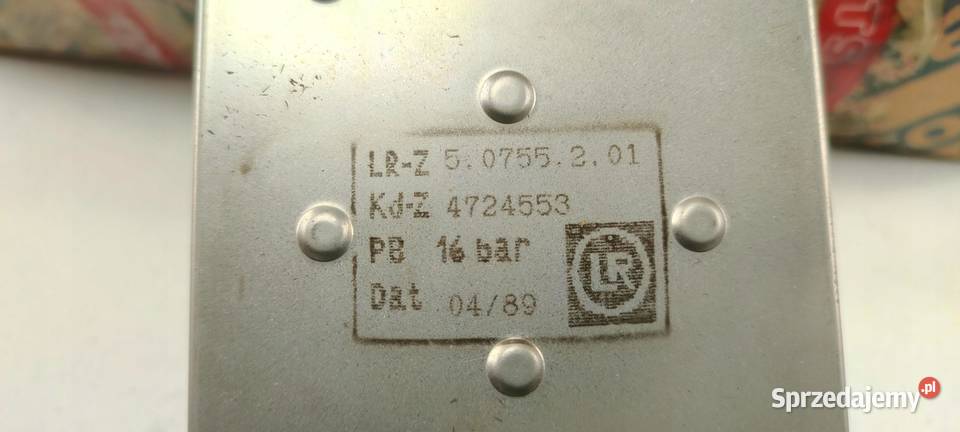 LR-Z 5.0755.2.01
Kd-Z 4724553
PB 16 bar
Dat 04/89
LR
Sprzedajemy.pl